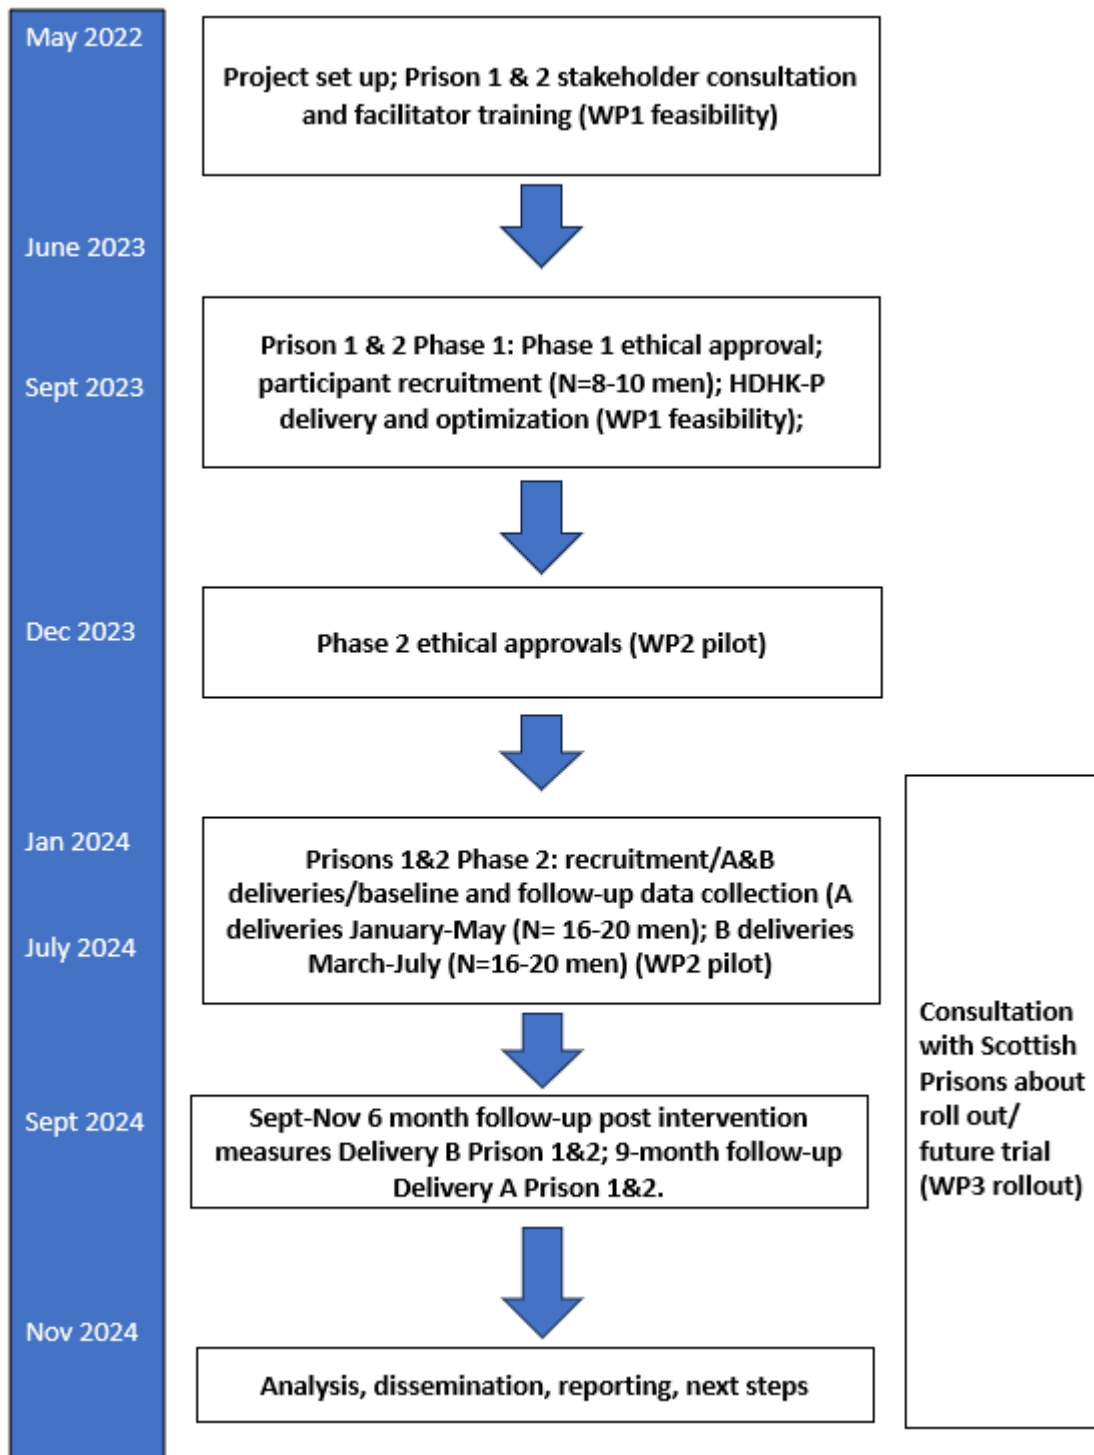 May 2022
Project set up; Prison 1 & 2 stakeholder consultation
and facilitator training (WP1 feasibility)
June 2023
Prison 1 & 2 Phase 1: Phase 1 ethical approval;
participant recruitment (N=8-10 men); HDHK-P
delivery and optimization (WP1 feasibility);
Sept 2023
Dec 2023
Phase 2 ethical approvals (WP2 pilot)
Jan 2024
Prisons 1&2 Phase 2: recruitment/A&B
deliveries/baseline and follow-up data collection (A
deliveries January-May (N= 16-20 men); B deliveries
March-July (N=16-20 men) (WP2 pilot)
July 2024
Sept 2024
Sept-Nov 6 month follow-up post intervention
measures Delivery B Prison 1&2; 9-month follow-up
Delivery A Prison 1&2.
Consultation
with Scottish
Prisons about
roll out/
future trial
(WP3 rollout)
Nov 2024
Analysis, dissemination, reporting, next steps